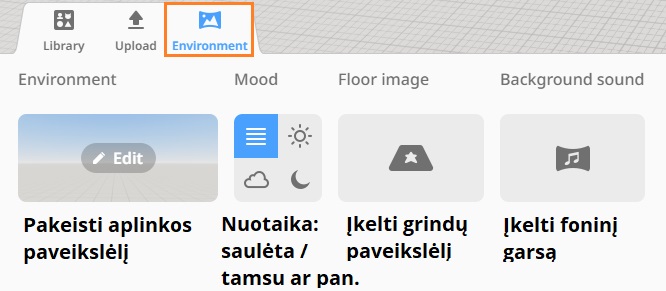 Library Upload Environment
Environment Mood Floor image Background sound
Edit
Pakeisti aplinkos
paveikslėlį
Nuotaika:
saulėta /
tamsu ar pan.
Įkelti grindų
paveikslėlį
Įkelti foninį
garsą